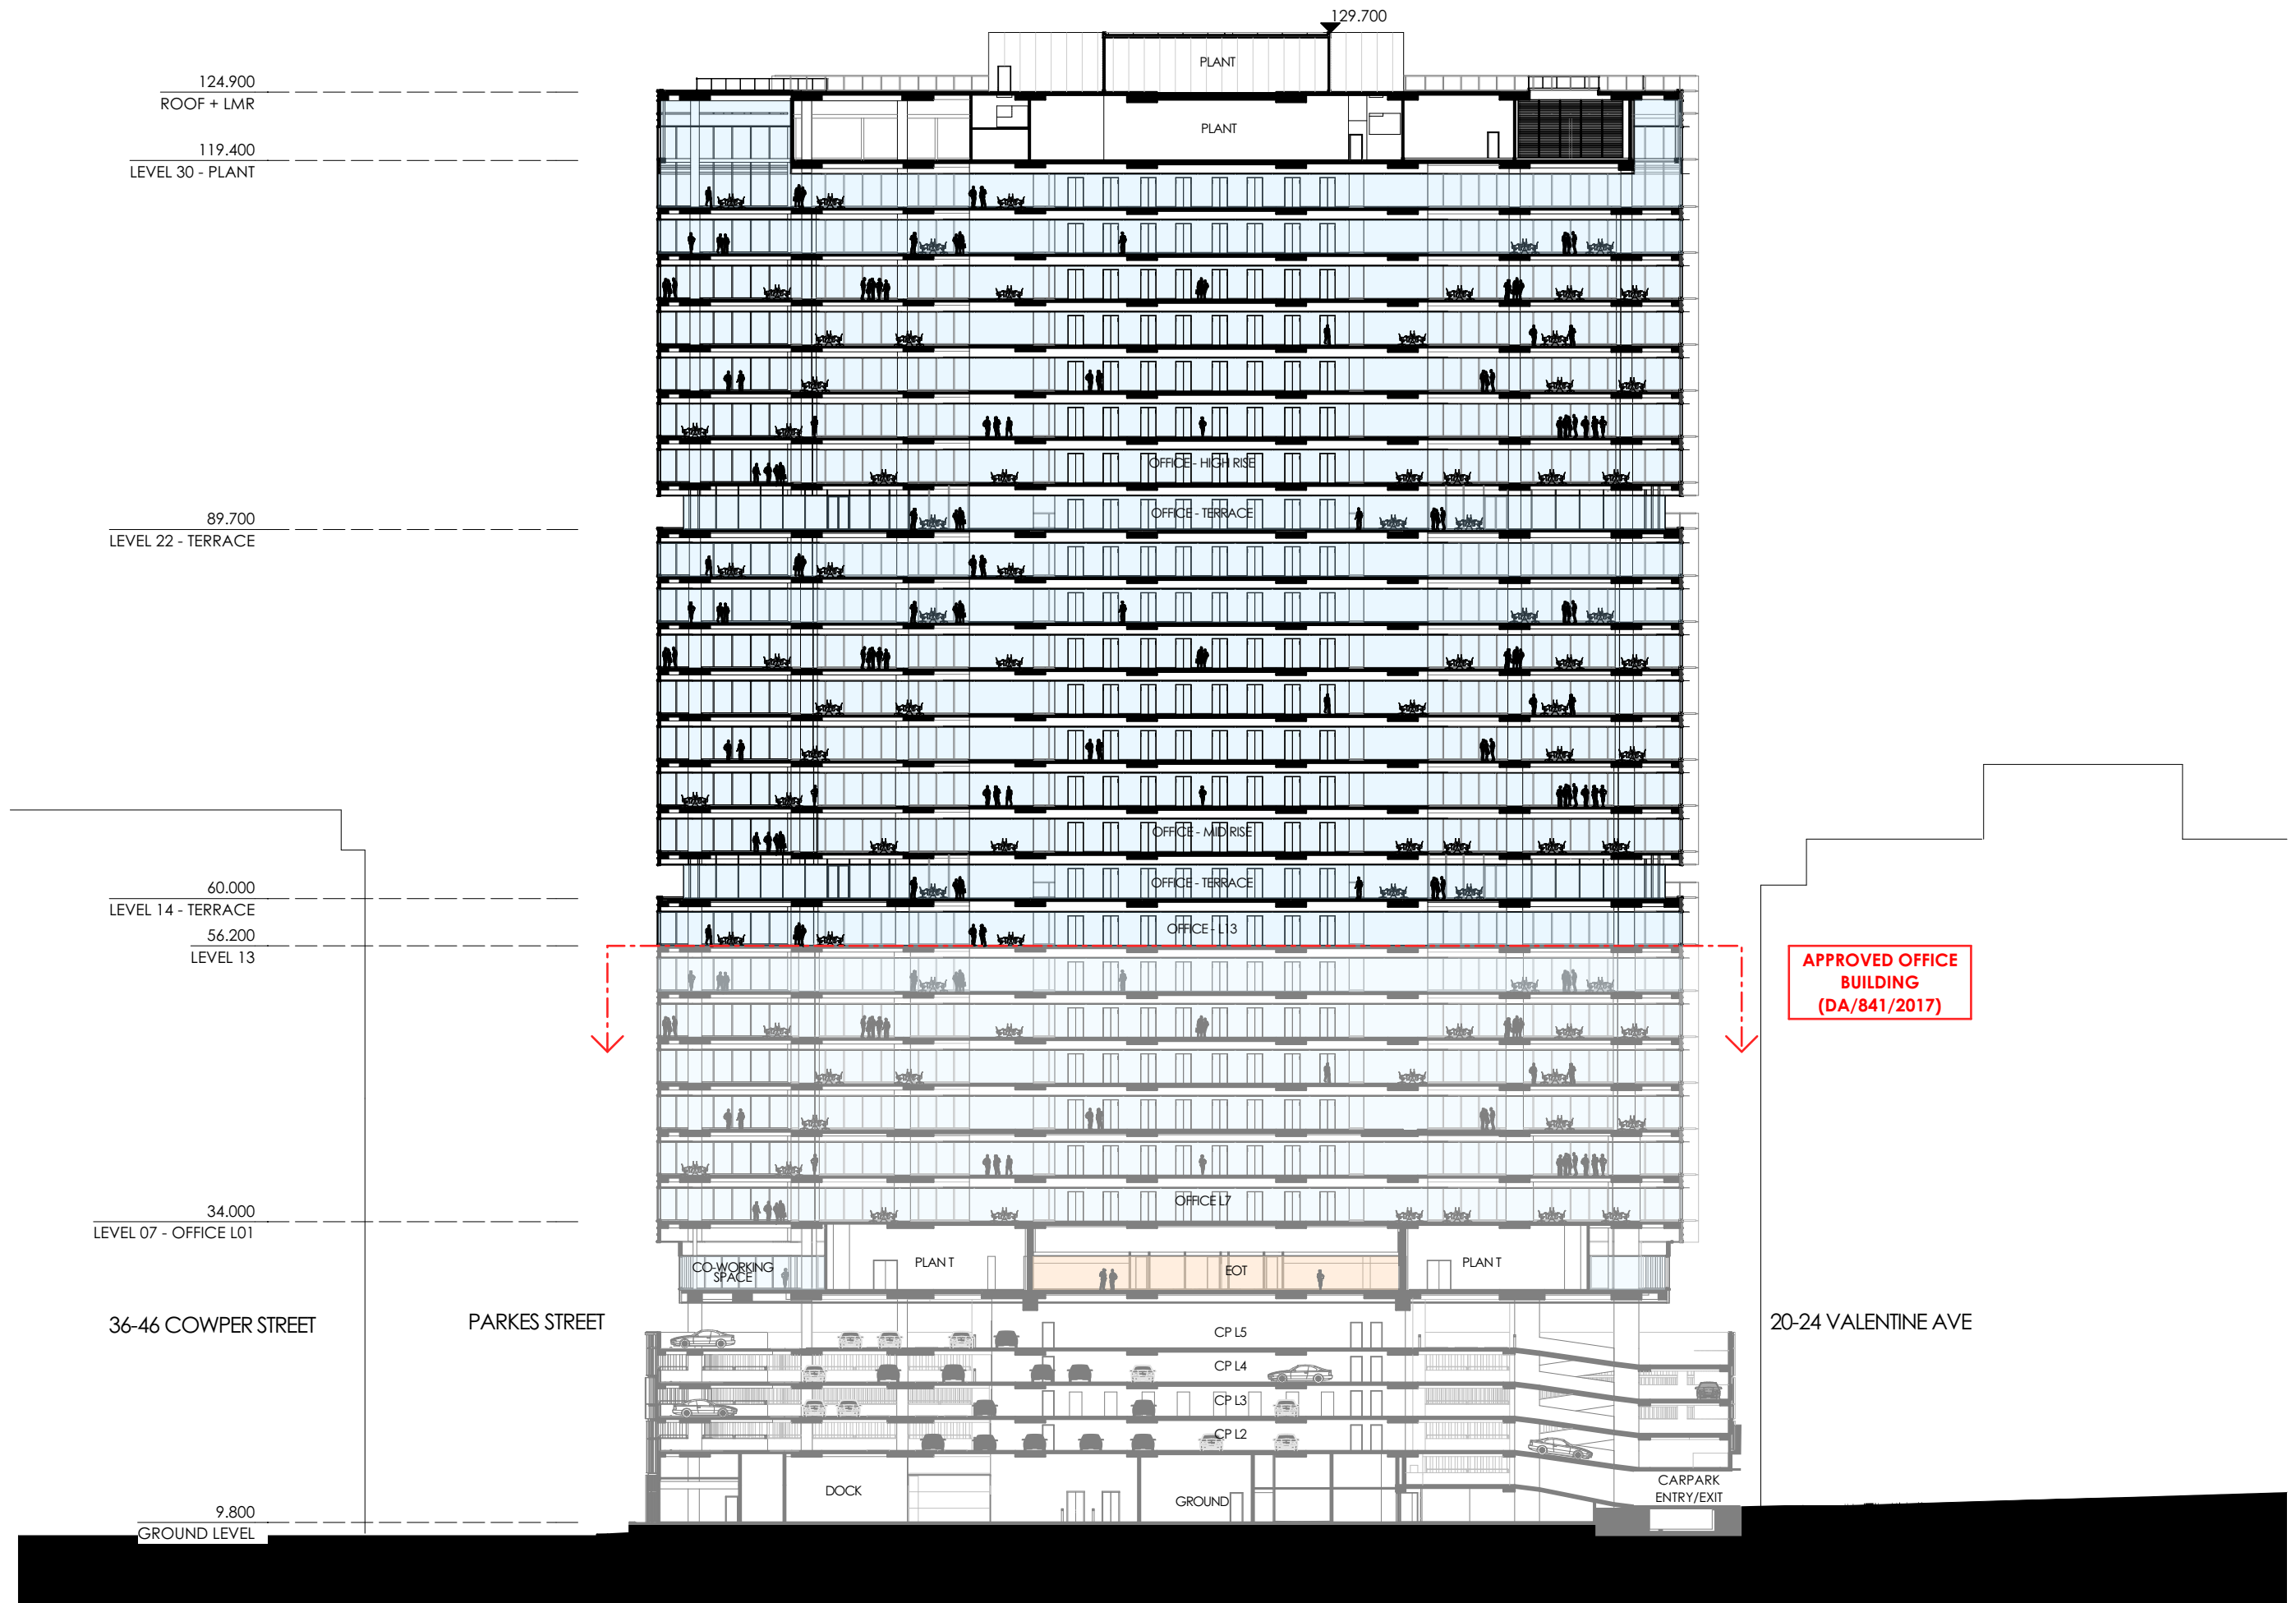 129.700
PLANT
124.900
ROOF + LMR
PLANT
119.400
LEVEL 30 - PLANT
OFFICE - HIGH RISE
OFFICE - TERRACE
89.700
LEVEL 22 - TERRACE
OFFICE - MID RISE
OFFICE - TERRACE
60.000
LEVEL 14 - TERRACE
OFFICE - L13
56.200
LEVEL 13
APPROVED OFFICE
BUILDING
(DA/841/2017)
OFFICE L7
34.000
LEVEL 07 - OFFICE L01
CO-WORKING
SPACE
PLAN T
EOT
PLAN T
36-46 COWPER STREET
PARKES STREET
20-24 VALENTINE AVE
CP L5
CP L4
CP L3
CP L2
DOCK
GROUND
CARPARK
ENTRY/EXIT
9.800
GROUND LEVEL